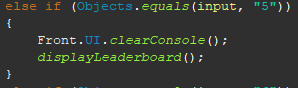 else if (Objects.equals(input, "5"))
{
Front.UI.clearConsole();
displayLeaderboard();
}